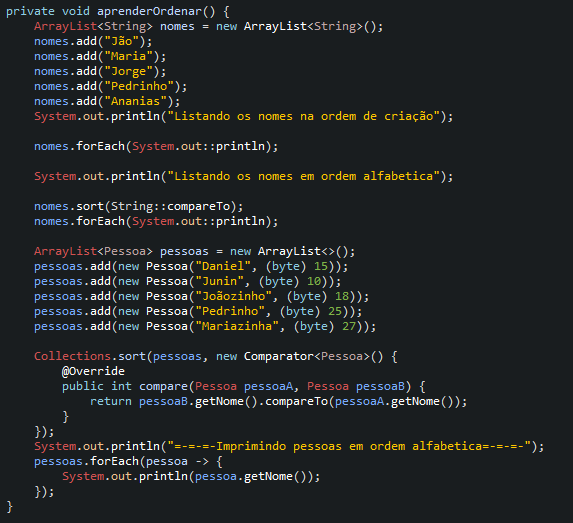 private void aprenderOrdenar() {
    ArrayList<String> nomes = new ArrayList<String>();
    nomes.add("Jão");
    nomes.add("Maria");
    nomes.add("Jorge");
    nomes.add("Pedrinho");
    nomes.add("Ananias");
    System.out.println("Listando os nomes na ordem de criação");

    nomes.forEach(System.out::println);

    System.out.println("Listando os nomes em ordem alfabetica");

    nomes.sort(String::compareTo);
    nomes.forEach(System.out::println);

    ArrayList<Pessoa> pessoas = new ArrayList<>();
    pessoas.add(new Pessoa("Daniel", (byte) 15));
    pessoas.add(new Pessoa("Junin", (byte) 10));
    pessoas.add(new Pessoa("Joãozinho", (byte) 18));
    pessoas.add(new Pessoa("Pedrinho", (byte) 25));
    pessoas.add(new Pessoa("Mariazinha", (byte) 27));

    Collections.sort(pessoas, new Comparator<Pessoa>() {
        @Override
        public int compare(Pessoa pessoaA, Pessoa pessoaB) {
            return pessoaB.getNome().compareTo(pessoaA.getNome());
        }
    });
    System.out.println("=-=-=-Imprimindo pessoas em ordem alfabetica=-=-=-");
    pessoas.forEach(pessoa -> {
        System.out.println(pessoa.getNome());
    });
}